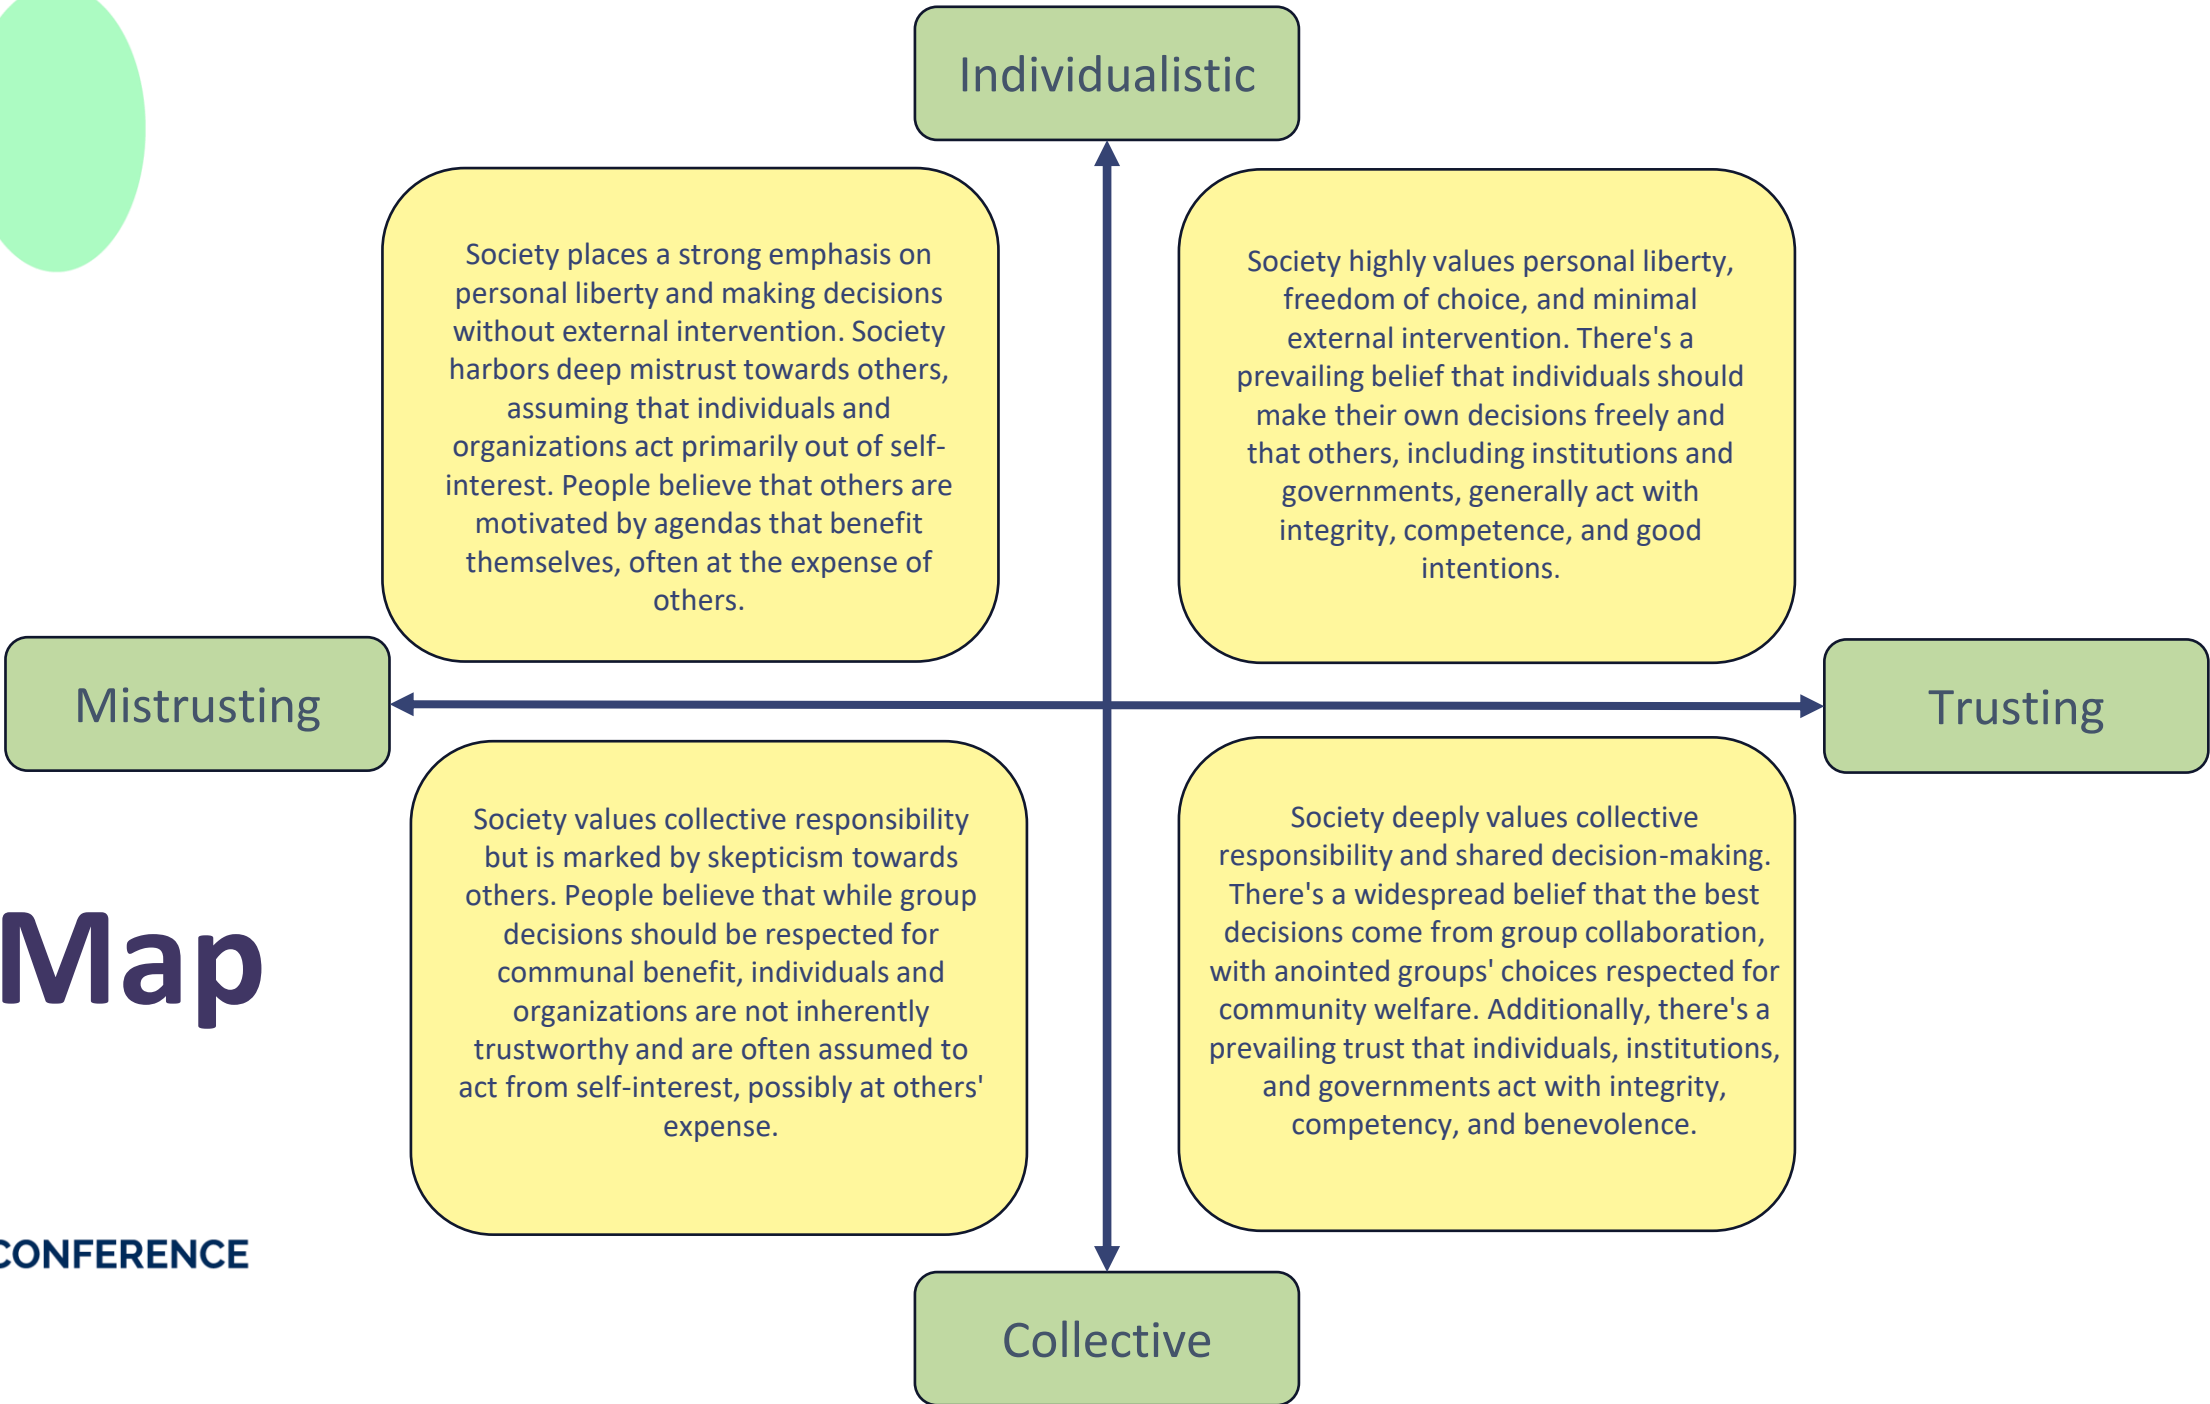 Individualistic
Society places a strong emphasis on
personal liberty and making decisions
without external intervention. Society
harbors deep mistrust towards others,
assuming that individuals and
organizations act primarily out of self-
interest. People believe that others are
motivated by agendas that benefit
themselves, often at the expense of
others.
Society highly values personal liberty,
freedom of choice, and minimal
external intervention. There's a
prevailing belief that individuals should
make their own decisions freely and
that others, including institutions and
governments, generally act with
integrity, competence, and good
intentions.
Mistrusting
Trusting
Society values collective responsibility
but is marked by skepticism towards
others. People believe that while group
decisions should be respected for
communal benefit, individuals and
organizations are not inherently
trustworthy and are often assumed to
act from self-interest, possibly at others'
expense.
Society deeply values collective
responsibility and shared decision-making.
There's a widespread belief that the best
decisions come from group collaboration,
with anointed groups' choices respected for
community welfare. Additionally, there's a
prevailing trust that individuals, institutions,
and governments act with integrity,
competency, and benevolence.
Map
CONFERENCE
Collective